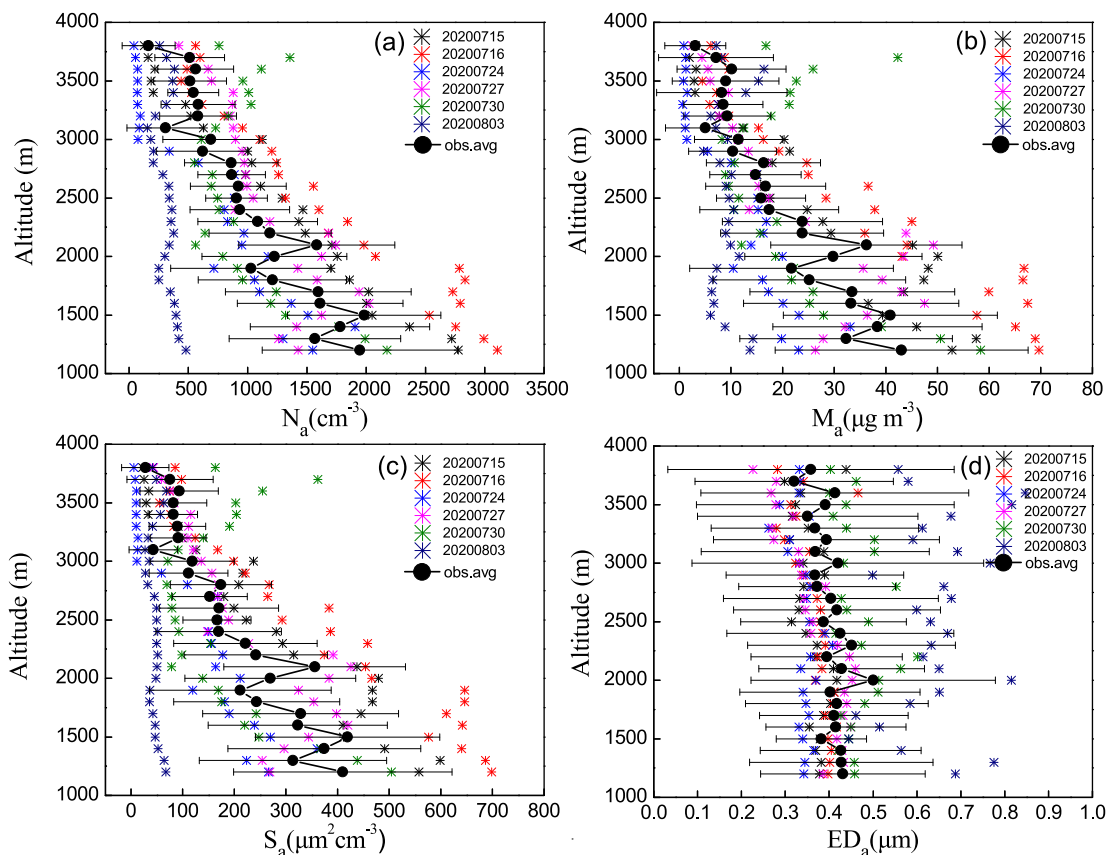 4000
3500
3000
2500
2000
1500
1000
Altitude (m)
(a)
20200715
20200716
20200724
20200727
20200730
20200803
obs.avg
0 500 1000 1500 2000 2500 3000 3500
Nₐ(cm⁻³)
4000
3500
3000
2500
2000
1500
1000
Altitude (m)
(b)
20200715
20200716
20200724
20200727
20200730
20200803
obs.avg
0 10 20 30 40 50 60 70 80
Mₐ(μg m⁻³)
4000
3500
3000
2500
2000
1500
1000
Altitude (m)
(c)
20200715
20200716
20200724
20200727
20200730
20200803
obs.avg
0 100 200 300 400 500 600 700 800
Sₐ(μm²cm⁻³)
4000
3500
3000
2500
2000
1500
1000
Altitude (m)
(d)
20200715
20200716
20200724
20200727
20200730
20200803
obs.avg
0.0 0.1 0.2 0.3 0.4 0.5 0.6 0.7 0.8 0.9 1.0
EDₐ(μm)